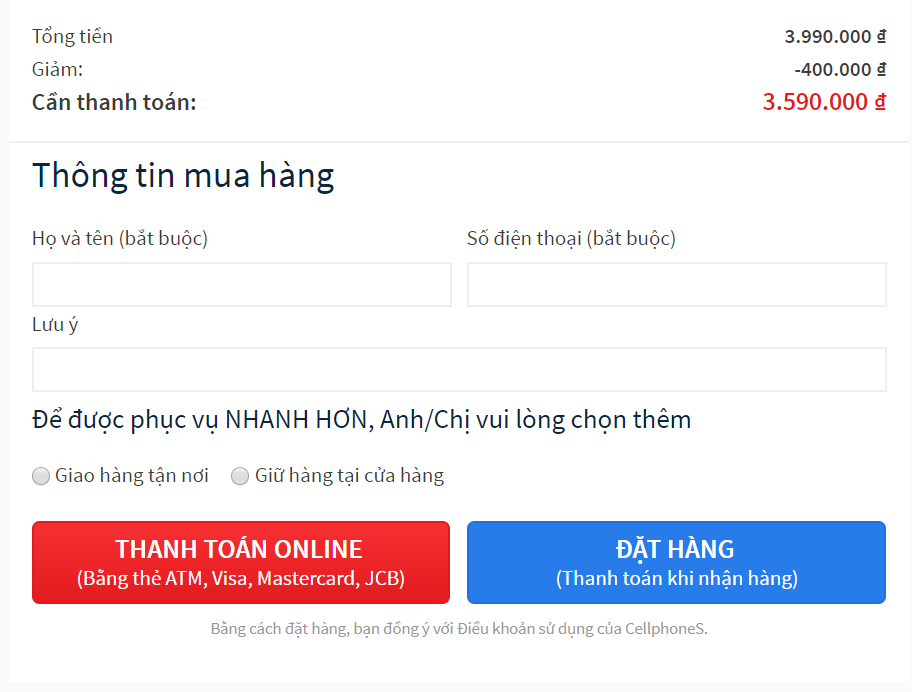 Tổng tiền 3.990.000 ₫
Giảm: -400.000 ₫
Cần thanh toán: 3.590.000 ₫
Thông tin mua hàng
Họ và tên (bắt buộc) Số điện thoại (bắt buộc)
Lưu ý
Để được phục vụ NHANH HƠN, Anh/Chị vui lòng chọn thêm
Giao hàng tận nơi Giữ hàng tại cửa hàng
THANH TOÁN ONLINE
(Bằng thẻ ATM, Visa, Mastercard, JCB)
ĐẶT HÀNG
(Thanh toán khi nhận hàng)
Bằng cách đặt hàng, bạn đồng ý với Điều khoản sử dụng của CellphoneS.